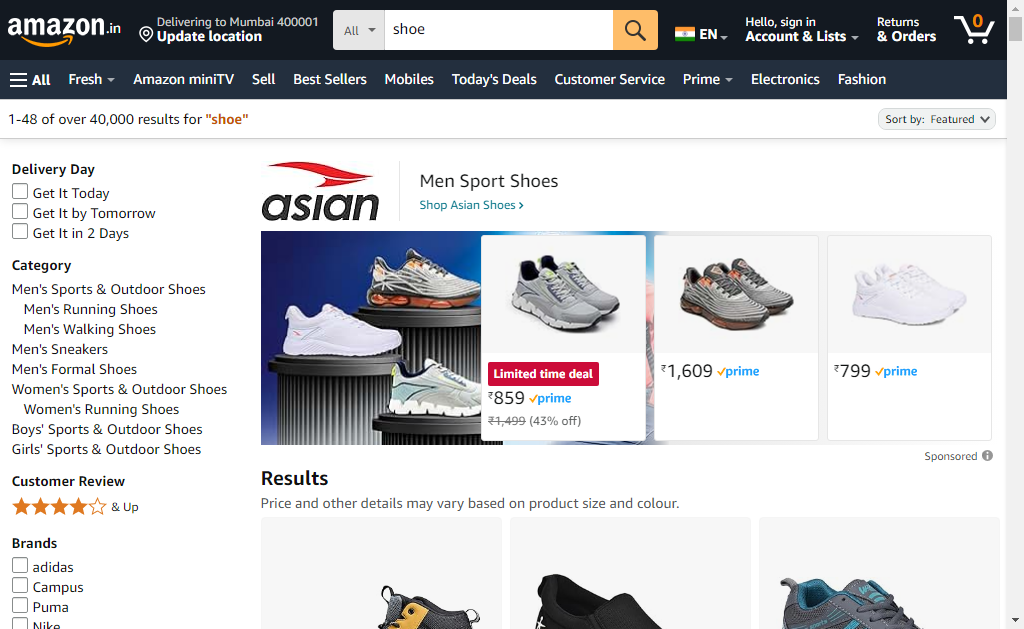 amazon.in
Delivering to Mumbai 400001
Update location
All
shoe
EN
Hello, sign in
Account & Lists
Returns
& Orders
0
All
Fresh
Amazon miniTV
Sell
Best Sellers
Mobiles
Today's Deals
Customer Service
Prime
Electronics
Fashion
1-48 of over 40,000 results for "shoe"
Sort by: Featured
Delivery Day
Get It Today
Get It by Tomorrow
Get It in 2 Days
Category
Men's Sports & Outdoor Shoes
Men's Running Shoes
Men's Walking Shoes
Men's Sneakers
Men's Formal Shoes
Women's Sports & Outdoor Shoes
Women's Running Shoes
Boys' Sports & Outdoor Shoes
Girls' Sports & Outdoor Shoes
Customer Review
& Up
Brands
adidas
Campus
Puma
Nike
asian
Men Sport Shoes
Shop Asian Shoes ›
Limited time deal
₹859 prime
₹1,499 (43% off)
₹1,609 prime
₹799 prime
Sponsored
Results
Price and other details may vary based on product size and colour.